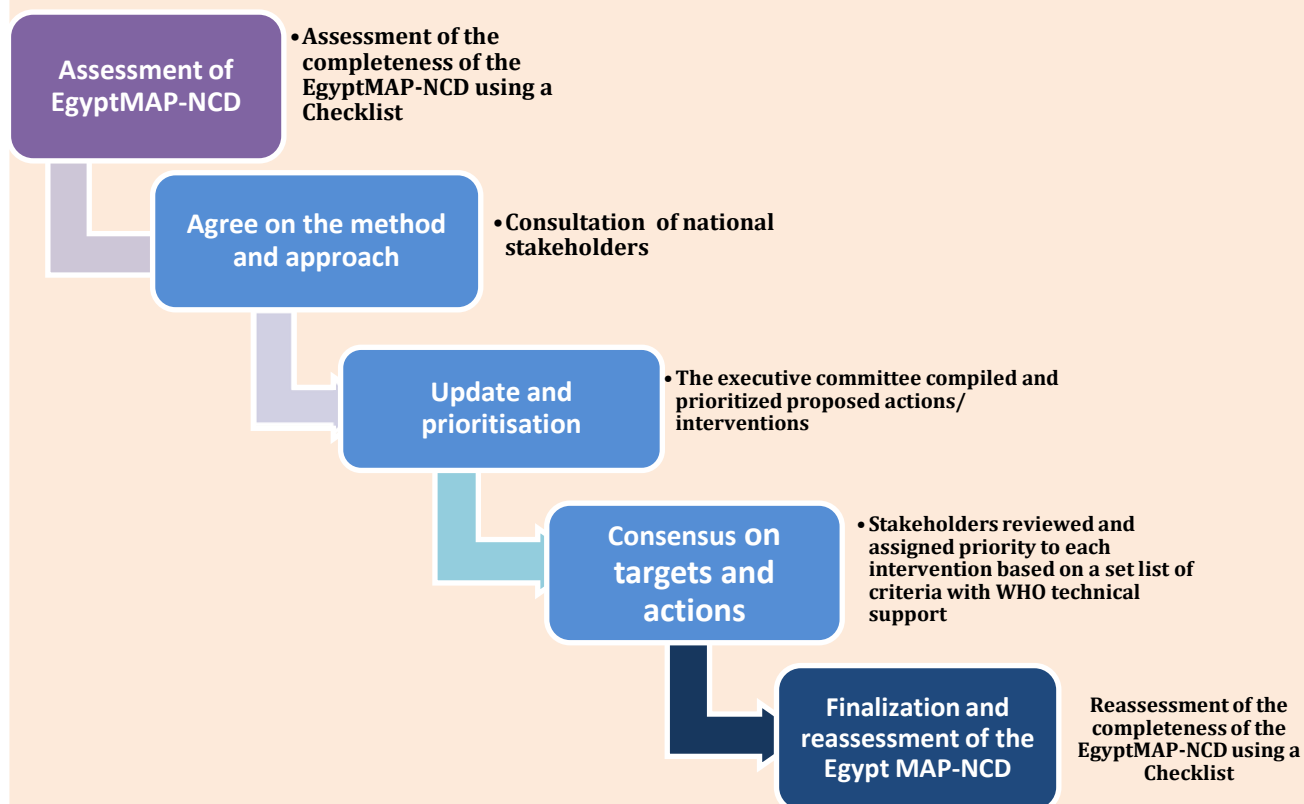 Assessment of
EgyptMAP-NCD
•Assessment of the
completeness of the
EgyptMAP-NCD using a
Checklist
Agree on the method
and approach
•Consultation of national
stakeholders
Update and
prioritisation
•The executive committee compiled and
prioritized proposed actions/
interventions
Consensus on
targets and
actions
•Stakeholders reviewed and
assigned priority to each
intervention based on a set list of
criteria with WHO technical
support
Finalization and
reassessment of the
Egypt MAP-NCD
Reassessment of the
completeness of the
EgyptMAP-NCD using a
Checklist